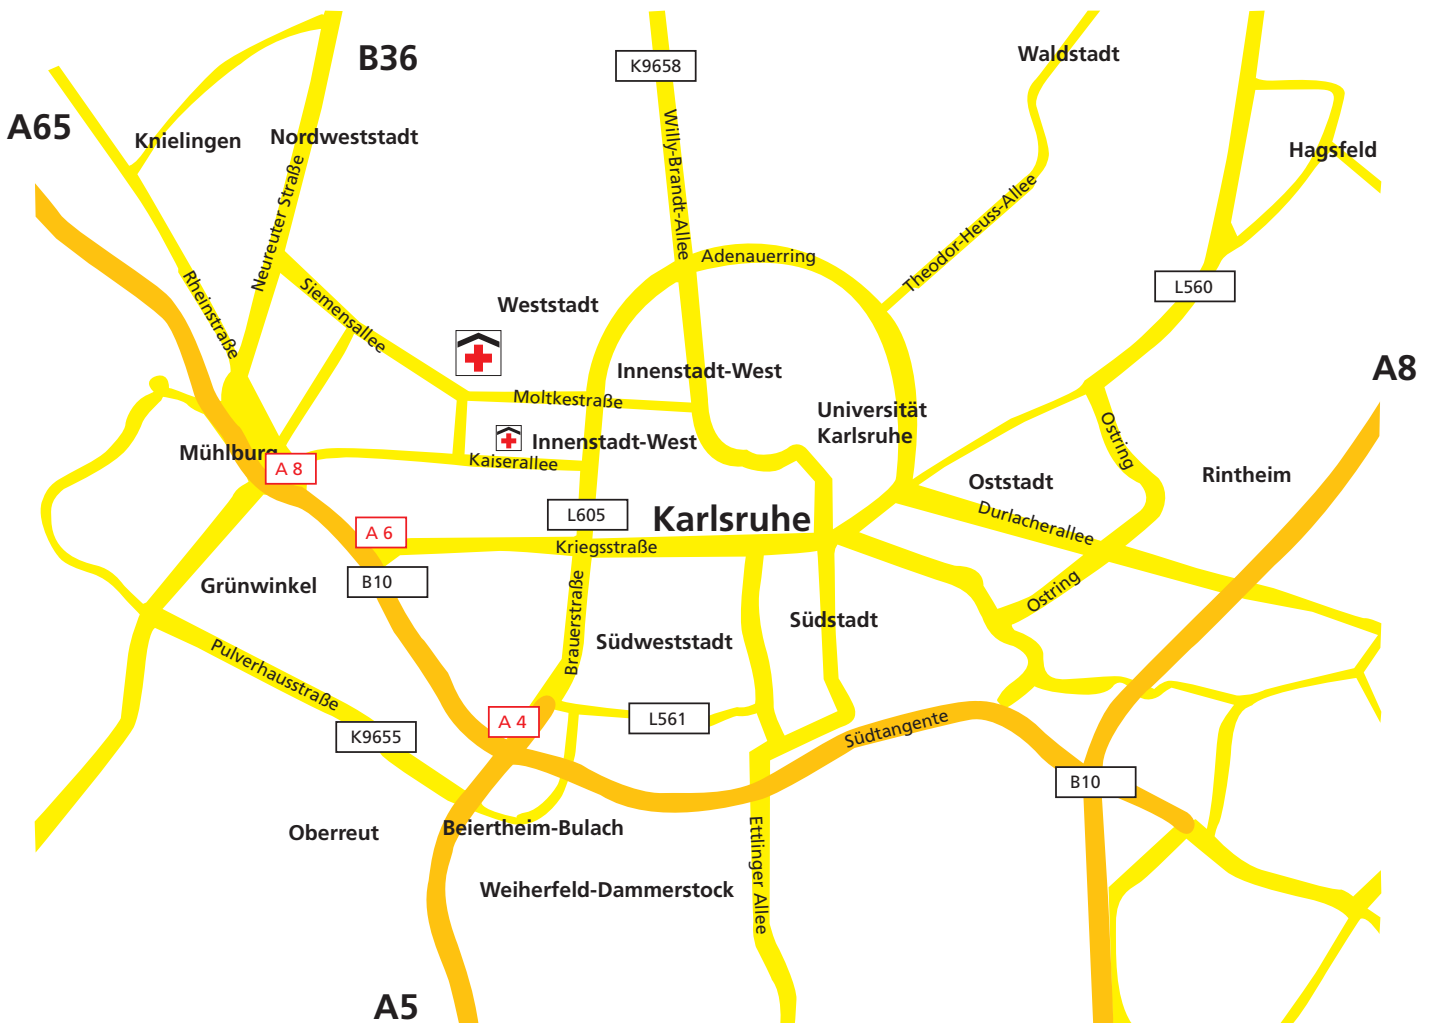 B36
K9658
Waldstadt
A65
Knielingen
Nordweststadt
Hagsfeld
Willy-Brandt-Allee
Neureuter Straße
Adenauerring
Theodor-Heuss-Allee
Rheinstraße
Siemensallee
L560
Weststadt
Innenstadt-West
A8
Moltkestraße
Universität
Karlsruhe
Ostring
Mühlburg
A 8
Innenstadt-West
Kaiserallee
Oststadt
Rintheim
L605
Karlsruhe
Durlacherallee
A 6
Kriegsstraße
B10
Grünwinkel
Ostring
Brauerstraße
Südweststadt
Südstadt
Pulverhausstraße
A 4
L561
Südtangente
K9655
B10
Oberreut
Beiertheim-Bulach
Ettlinger Allee
Weiherfeld-Dammerstock
A5